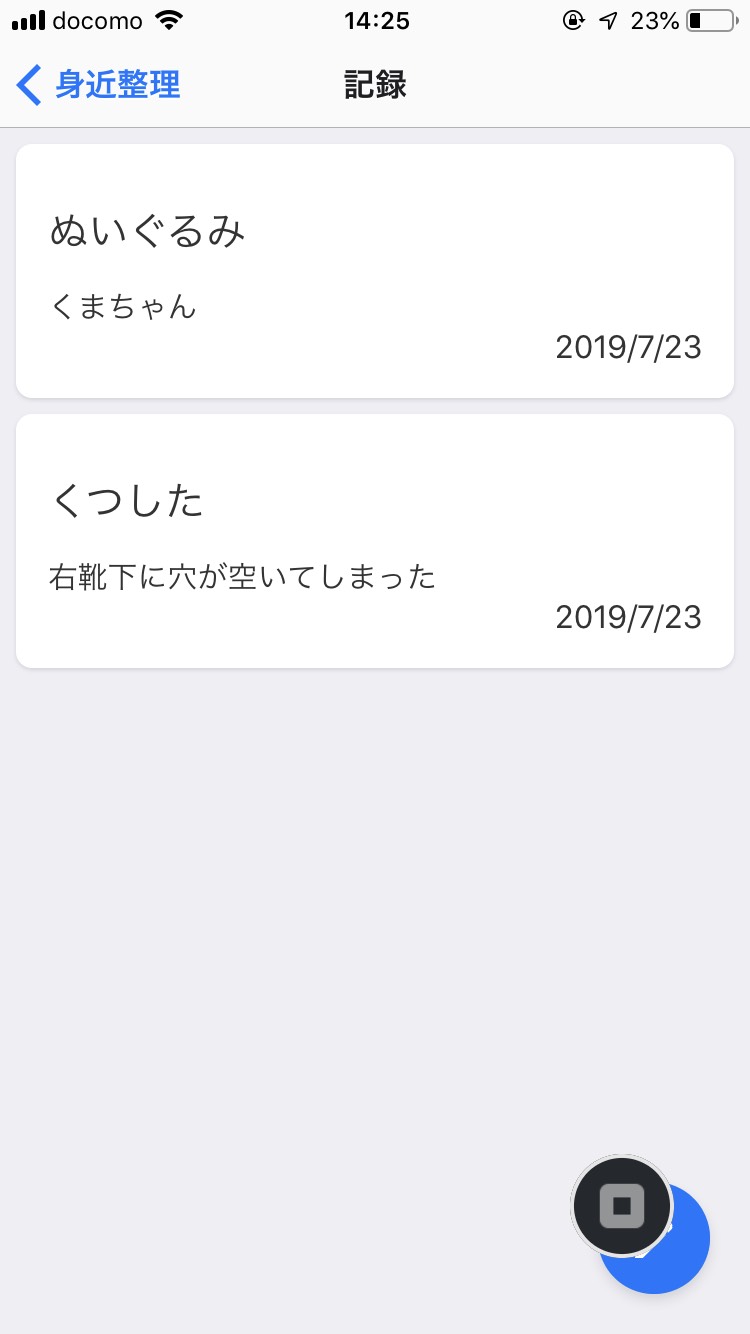 docomo 14:25 23%
身近整理 記録
ぬいぐるみ
くまちゃん
2019/7/23
くつした
右靴下に穴が空いてしまった
2019/7/23